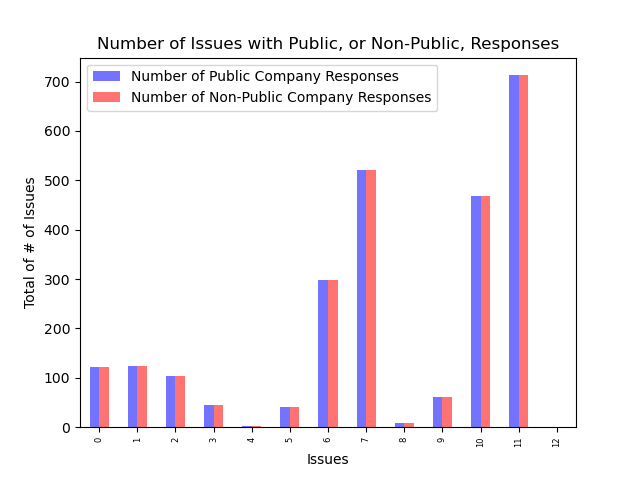 Number of Issues with Public, or Non-Public, Responses
Number of Public Company Responses
Number of Non-Public Company Responses
Total of # of Issues
700
600
500
400
300
200
100
0
0 1 2 3 4 5 6 7 8 9 10 11 12
Issues